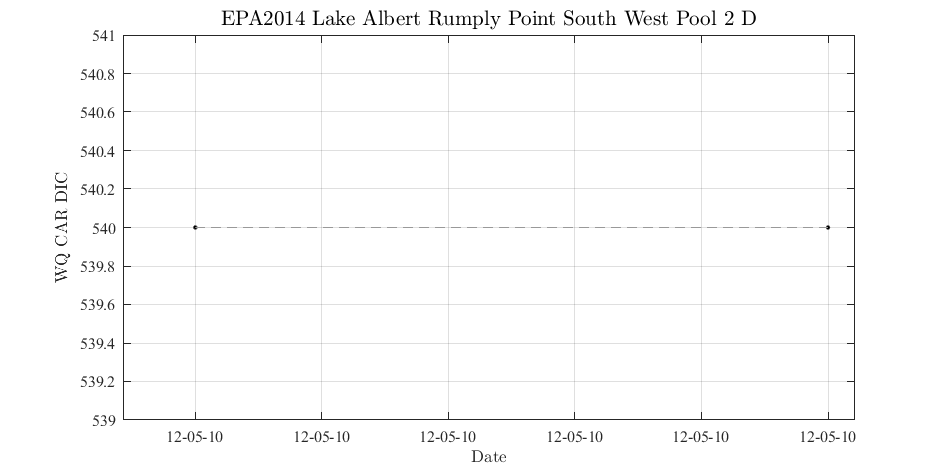 EPA2014 Lake Albert Rumply Point South West Pool 2 D
541
540.8
540.6
540.4
540.2
540
539.8
539.6
539.4
539.2
539
WQ CAR DIC
12-05-10 12-05-10 12-05-10 12-05-10 12-05-10 12-05-10
Date